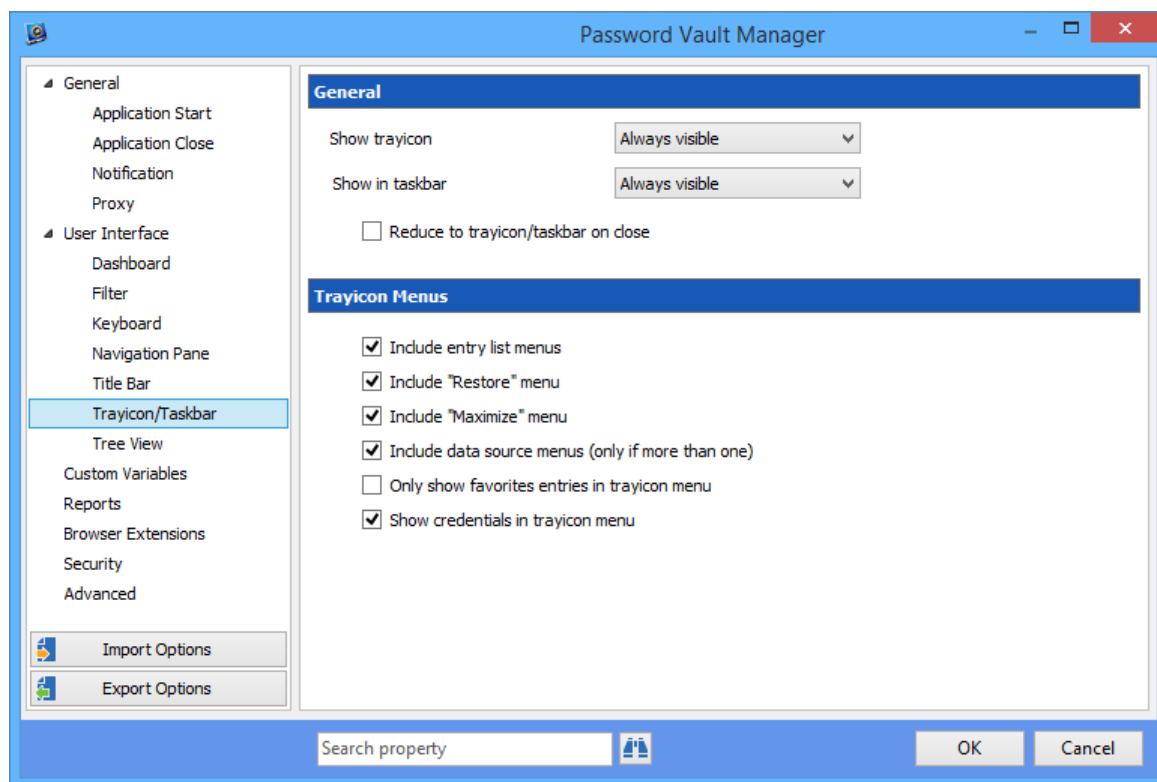 Password Vault Manager
General
Application Start
Application Close
Notification
Proxy
User Interface
Dashboard
Filter
Keyboard
Navigation Pane
Title Bar
Trayicon/Taskbar
Tree View
Custom Variables
Reports
Browser Extensions
Security
Advanced
Import Options
Export Options
General
Show trayicon Always visible
Show in taskbar Always visible
Reduce to trayicon/taskbar on close
Trayicon Menus
Include entry list menus
Include "Restore" menu
Include "Maximize" menu
Include data source menus (only if more than one)
Only show favorites entries in trayicon menu
Show credentials in trayicon menu
Search property
OK Cancel